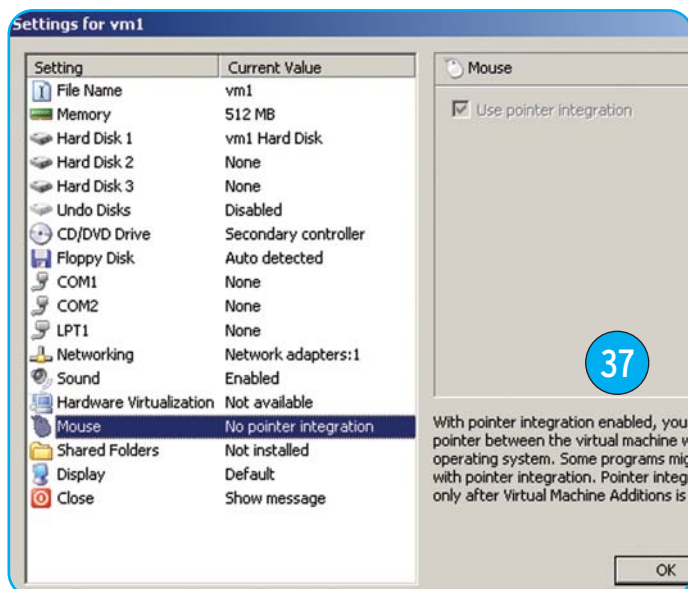 Settings for vm1
Setting Current Value
File Name vm1
Memory 512 MB
Hard Disk 1 vm1 Hard Disk
Hard Disk 2 None
Hard Disk 3 None
Undo Disks Disabled
CD/DVD Drive Secondary controller
Floppy Disk Auto detected
COM1 None
COM2 None
LPT1 None
Networking Network adapters:1
Sound Enabled
Hardware Virtualization Not available
Mouse No pointer integration
Shared Folders Not installed
Display Default
Close Show message
Mouse
Use pointer integration
37
With pointer integration enabled, you
pointer between the virtual machine
operating system. Some programs
with pointer integration. Pointer
only after Virtual Machine Additions is
OK